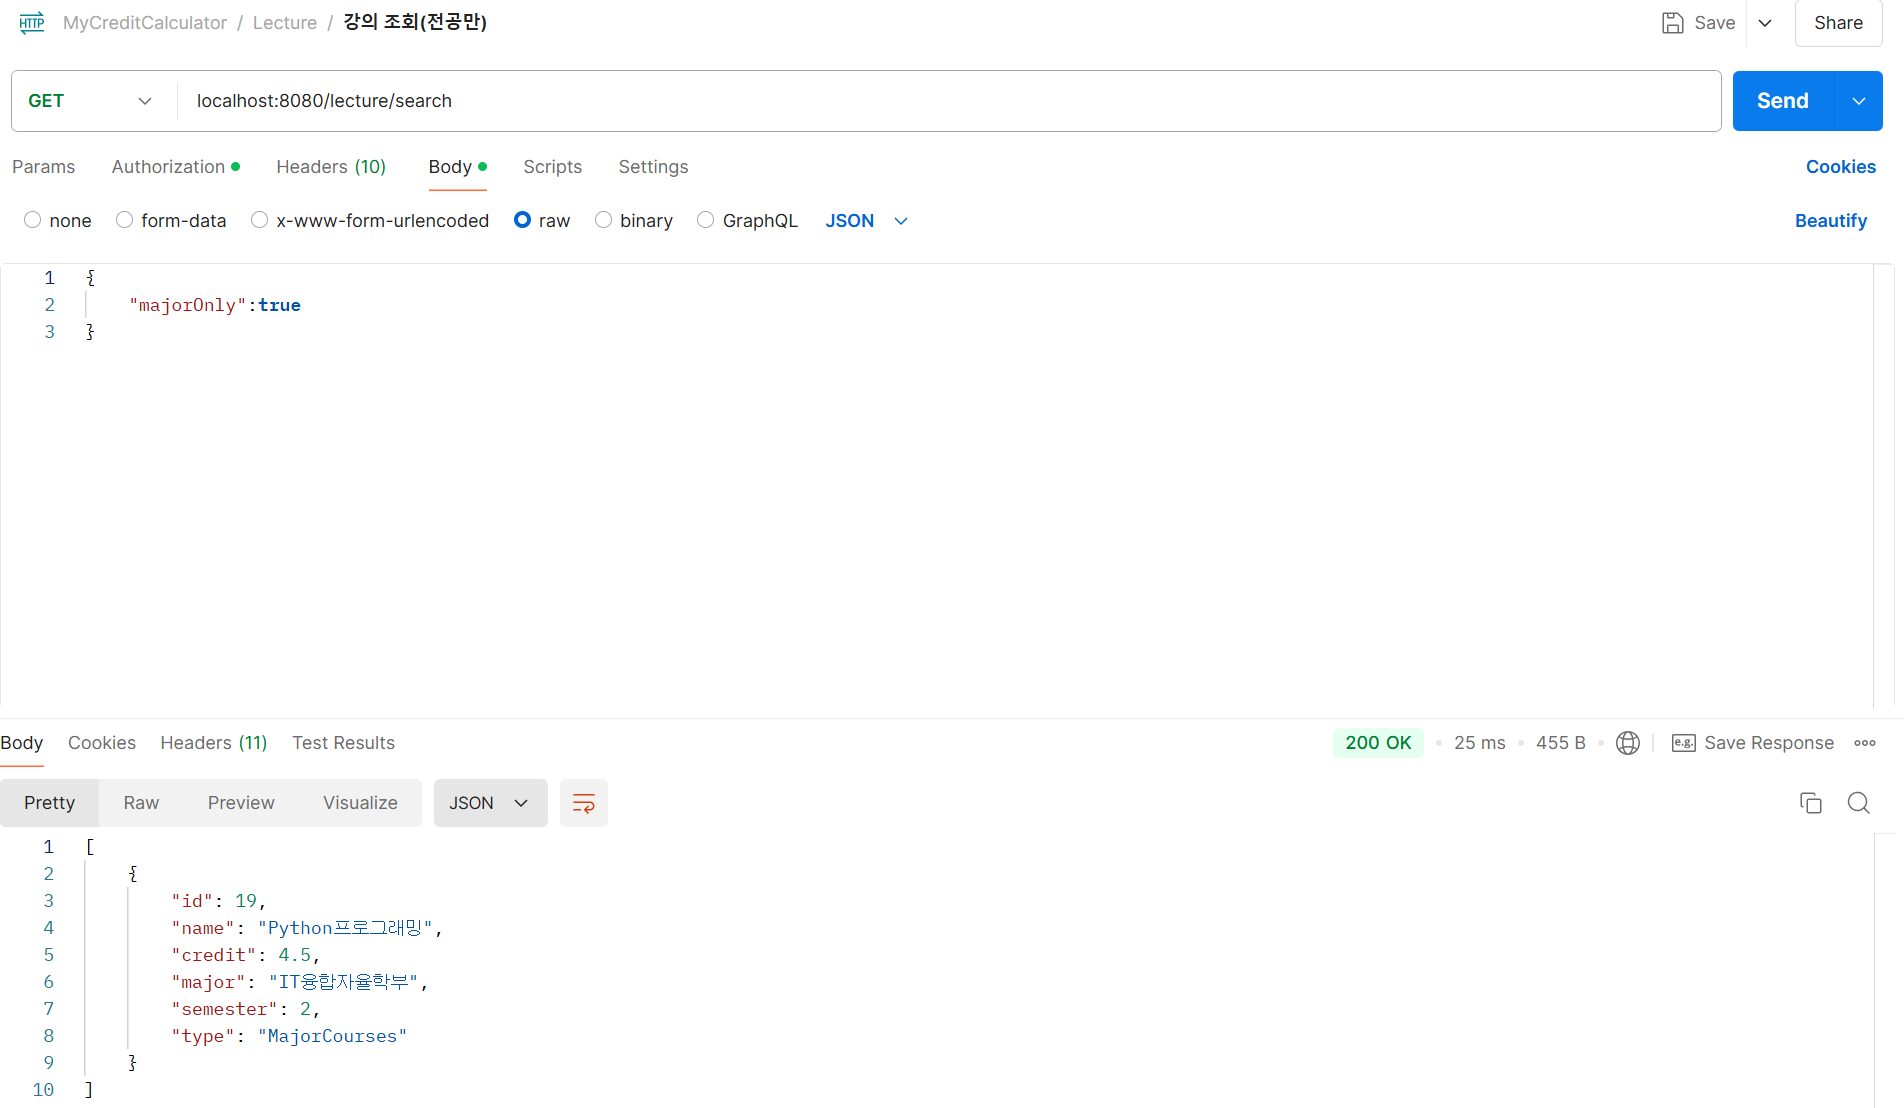 HTTP MyCreditCalculator / Lecture / 강의 조회(전공만) Save Share
GET localhost:8080/lecture/search Send
Params Authorization Headers (10) Body Scripts Settings Cookies
none form-data x-www-form-urlencoded raw binary GraphQL JSON Beautify
1 {
2 "majorOnly":true
3 }
Body Cookies Headers (11) Test Results 200 OK • 25 ms • 455 B • e.g. Save Response
Pretty Raw Preview Visualize JSON
1 [
2 {
3 "id": 19,
4 "name": "Python프로그래밍",
5 "credit": 4.5,
6 "major": "IT융합자율학부",
7 "semester": 2,
8 "type": "MajorCourses"
9 }
10 ]